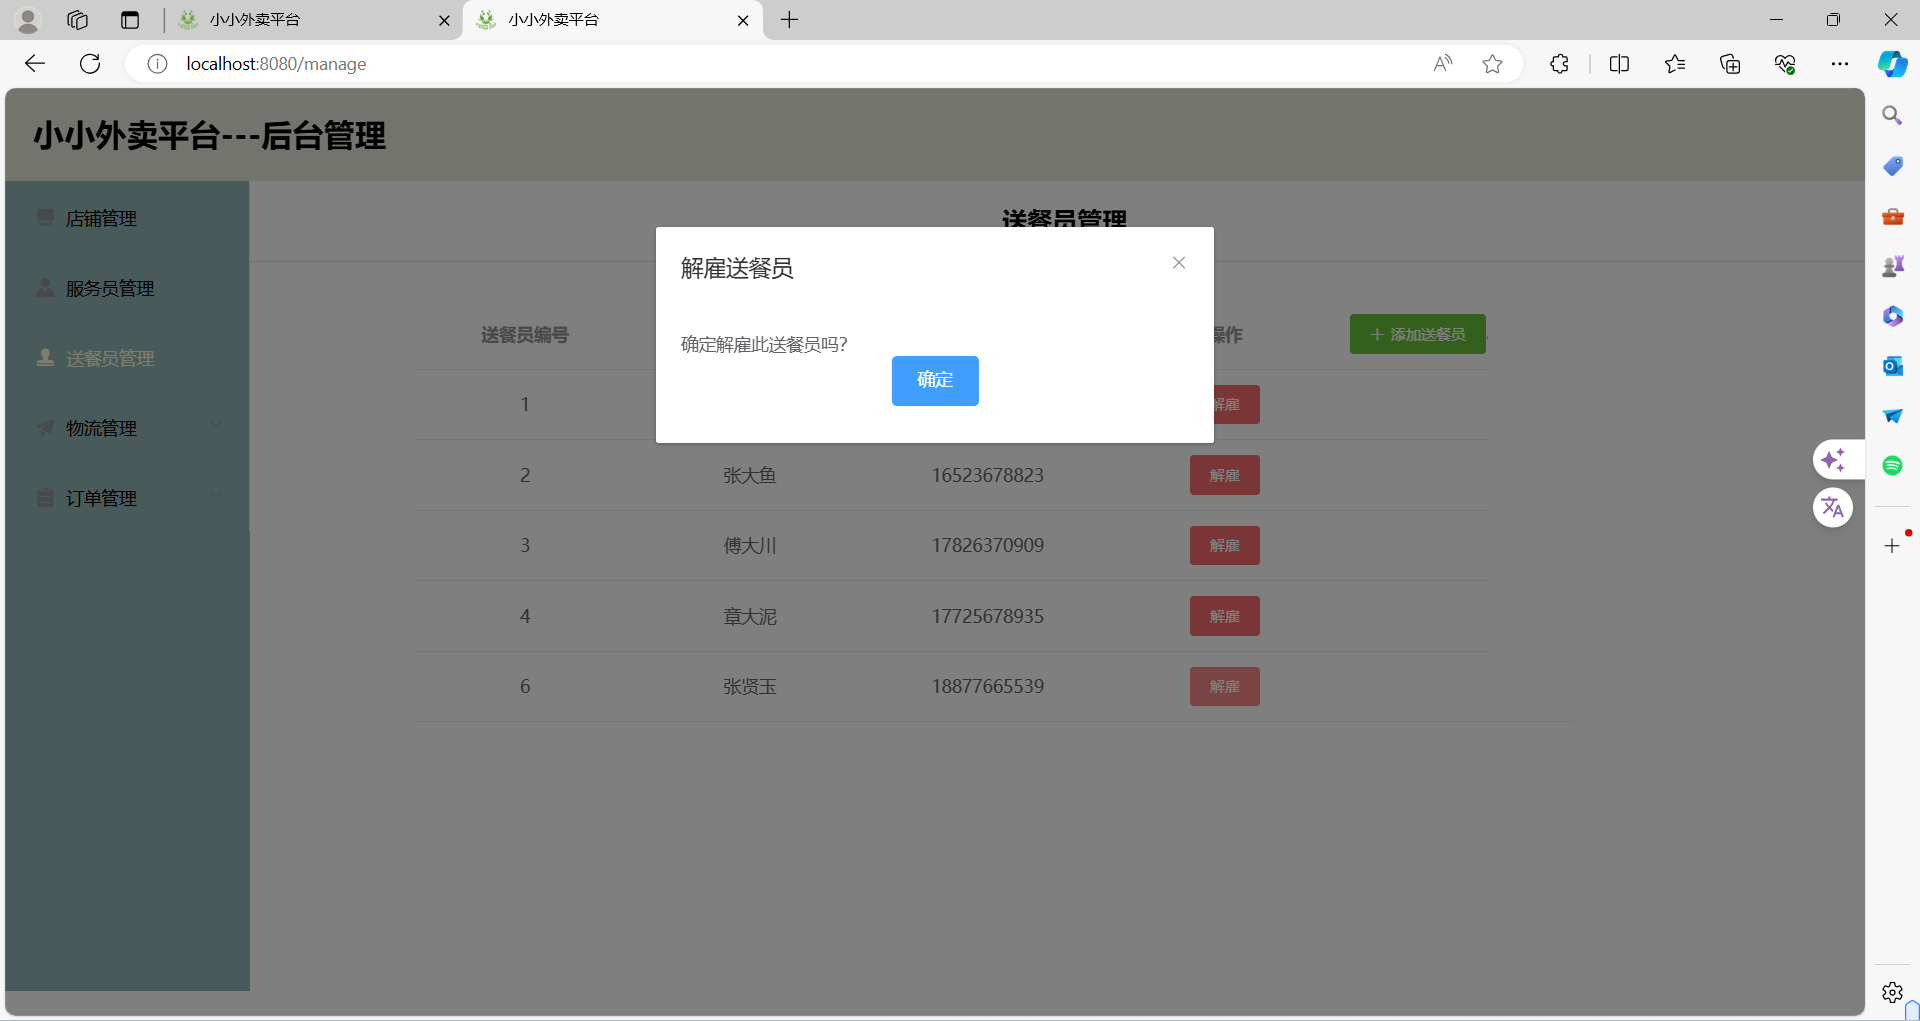 小小外卖平台
小小外卖平台
localhost:8080/manage
小小外卖平台---后台管理
店铺管理
服务员管理
送餐员管理
物流管理
订单管理
送餐员管理
解雇送餐员
确定解雇此送餐员吗?
确定
送餐员编号 操作 添加送餐员
1 解雇
2 张大鱼 16523678823 解雇
3 傅大川 17826370909 解雇
4 章大泥 17725678935 解雇
6 张贤玉 18877665539 解雇